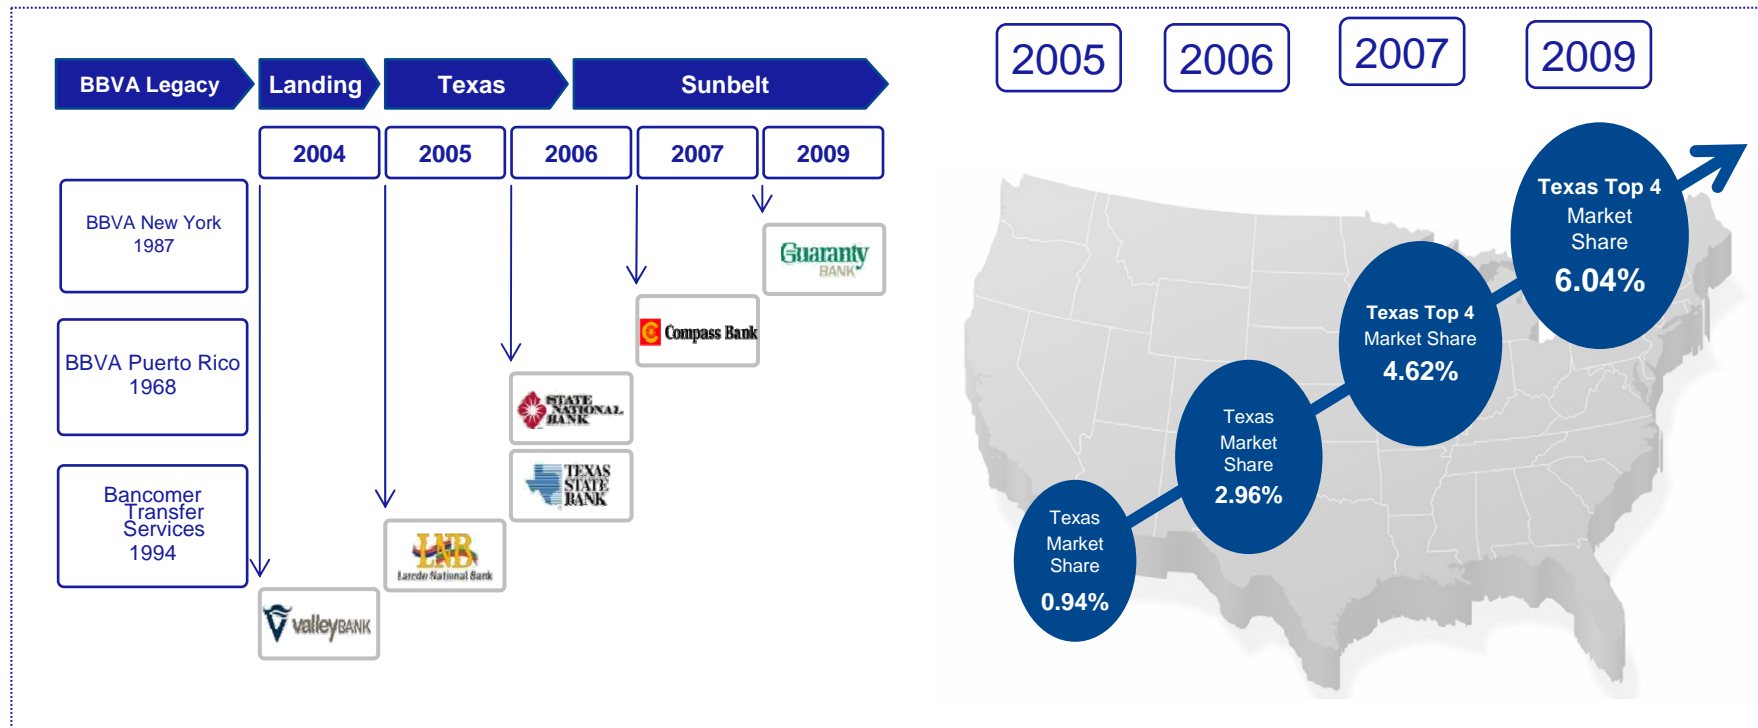 BBVA Legacy
Landing
Texas
Sunbelt
2004
2005
2006
2007
2009
BBVA New York
1987
BBVA Puerto Rico
1968
Bancomer
Transfer
Services
1994
valleyBANK
LNB
Laredo National Bank
STATE
NATIONAL
BANK
TEXAS
STATE
BANK
Compass Bank
Guaranty
BANK
2005
2006
2007
2009
Texas
Market
Share
0.94%
Texas
Market
Share
2.96%
Texas Top 4
Market Share
4.62%
Texas Top 4
Market
Share
6.04%